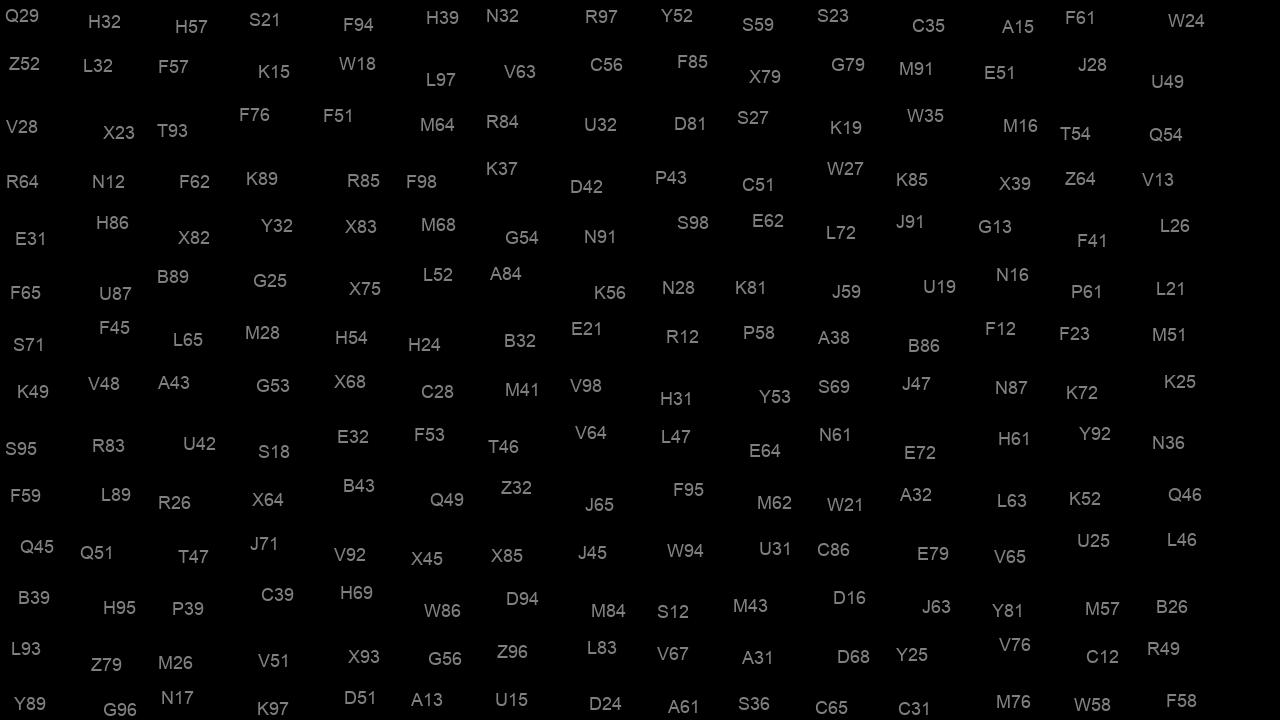 Q29 H32 H57 S21 F94 H39 N32 R97 Y52 S59 S23 C35 A15 F61 W24
Z52 L32 F57 K15 W18 L97 V63 C56 F85 X79 G79 M91 E51 J28 U49
V28 X23 T93 F76 F51 M64 R84 U32 D81 S27 K19 W35 M16 T54 Q54
R64 N12 F62 K89 R85 F98 K37 D42 P43 C51 W27 K85 X39 Z64 V13
E31 H86 X82 Y32 X83 M68 G54 N91 S98 E62 L72 J91 G13 F41 L26
F65 U87 B89 G25 X75 L52 A84 K56 N28 K81 J59 U19 N16 P61 L21
S71 F45 L65 M28 H54 H24 B32 E21 R12 P58 A38 B86 F12 F23 M51
K49 V48 A43 G53 X68 C28 M41 V98 H31 Y53 S69 J47 N87 K72 K25
S95 R83 U42 S18 E32 F53 T46 V64 L47 E64 N61 E72 H61 Y92 N36
F59 L89 R26 X64 B43 Q49 Z32 J65 F95 M62 W21 A32 L63 K52 Q46
Q45 Q51 T47 J71 V92 X45 X85 J45 W94 U31 C86 E79 V65 U25 L46
B39 H95 P39 C39 H69 W86 D94 M84 S12 M43 D16 J63 Y81 M57 B26
L93 Z79 M26 V51 X93 G56 Z96 L83 V67 A31 D68 Y25 V76 C12 R49
Y89 G96 N17 K97 D51 A13 U15 D24 A61 S36 C65 C31 M76 W58 F58